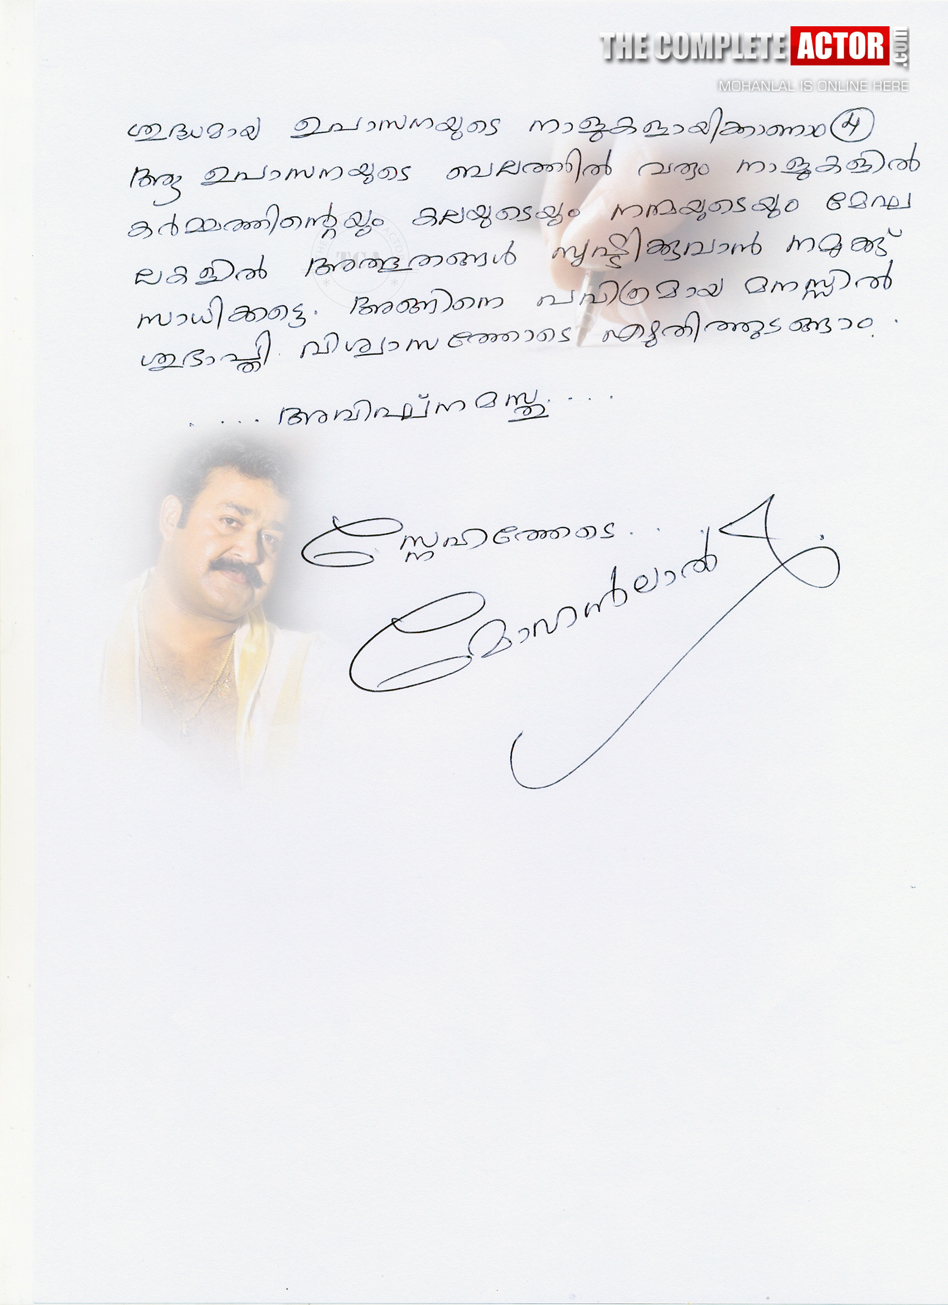 THE COMPLETE ACTOR .com
MOHANLAL IS ONLINE HERE
ശുദ്ധമായ ഉപാസനയുടെ നാളുകളായിക്കാണാം 4
ആ ഉപാസനയുടെ ബലത്തിൽ വരും നാളുകളിൽ
കർമ്മത്തിന്റെയും കലയുടെയും നന്മയുടെയും മേഘ
ലകളിൽ അത്ഭുതങ്ങൾ സൃഷ്ടിക്കുവാൻ നമുക്ക്
സാധിക്കട്ടെ. അങ്ങിനെ പവിത്രമായ മനസ്സിൽ
ശുഭാപ്തി വിശ്വാസത്തോടെ എഴുതിത്തുടങ്ങാം.
.... അവിഘ്നമസ്തു....
സ്നേഹത്തോടെ...
മോഹൻലാൽ